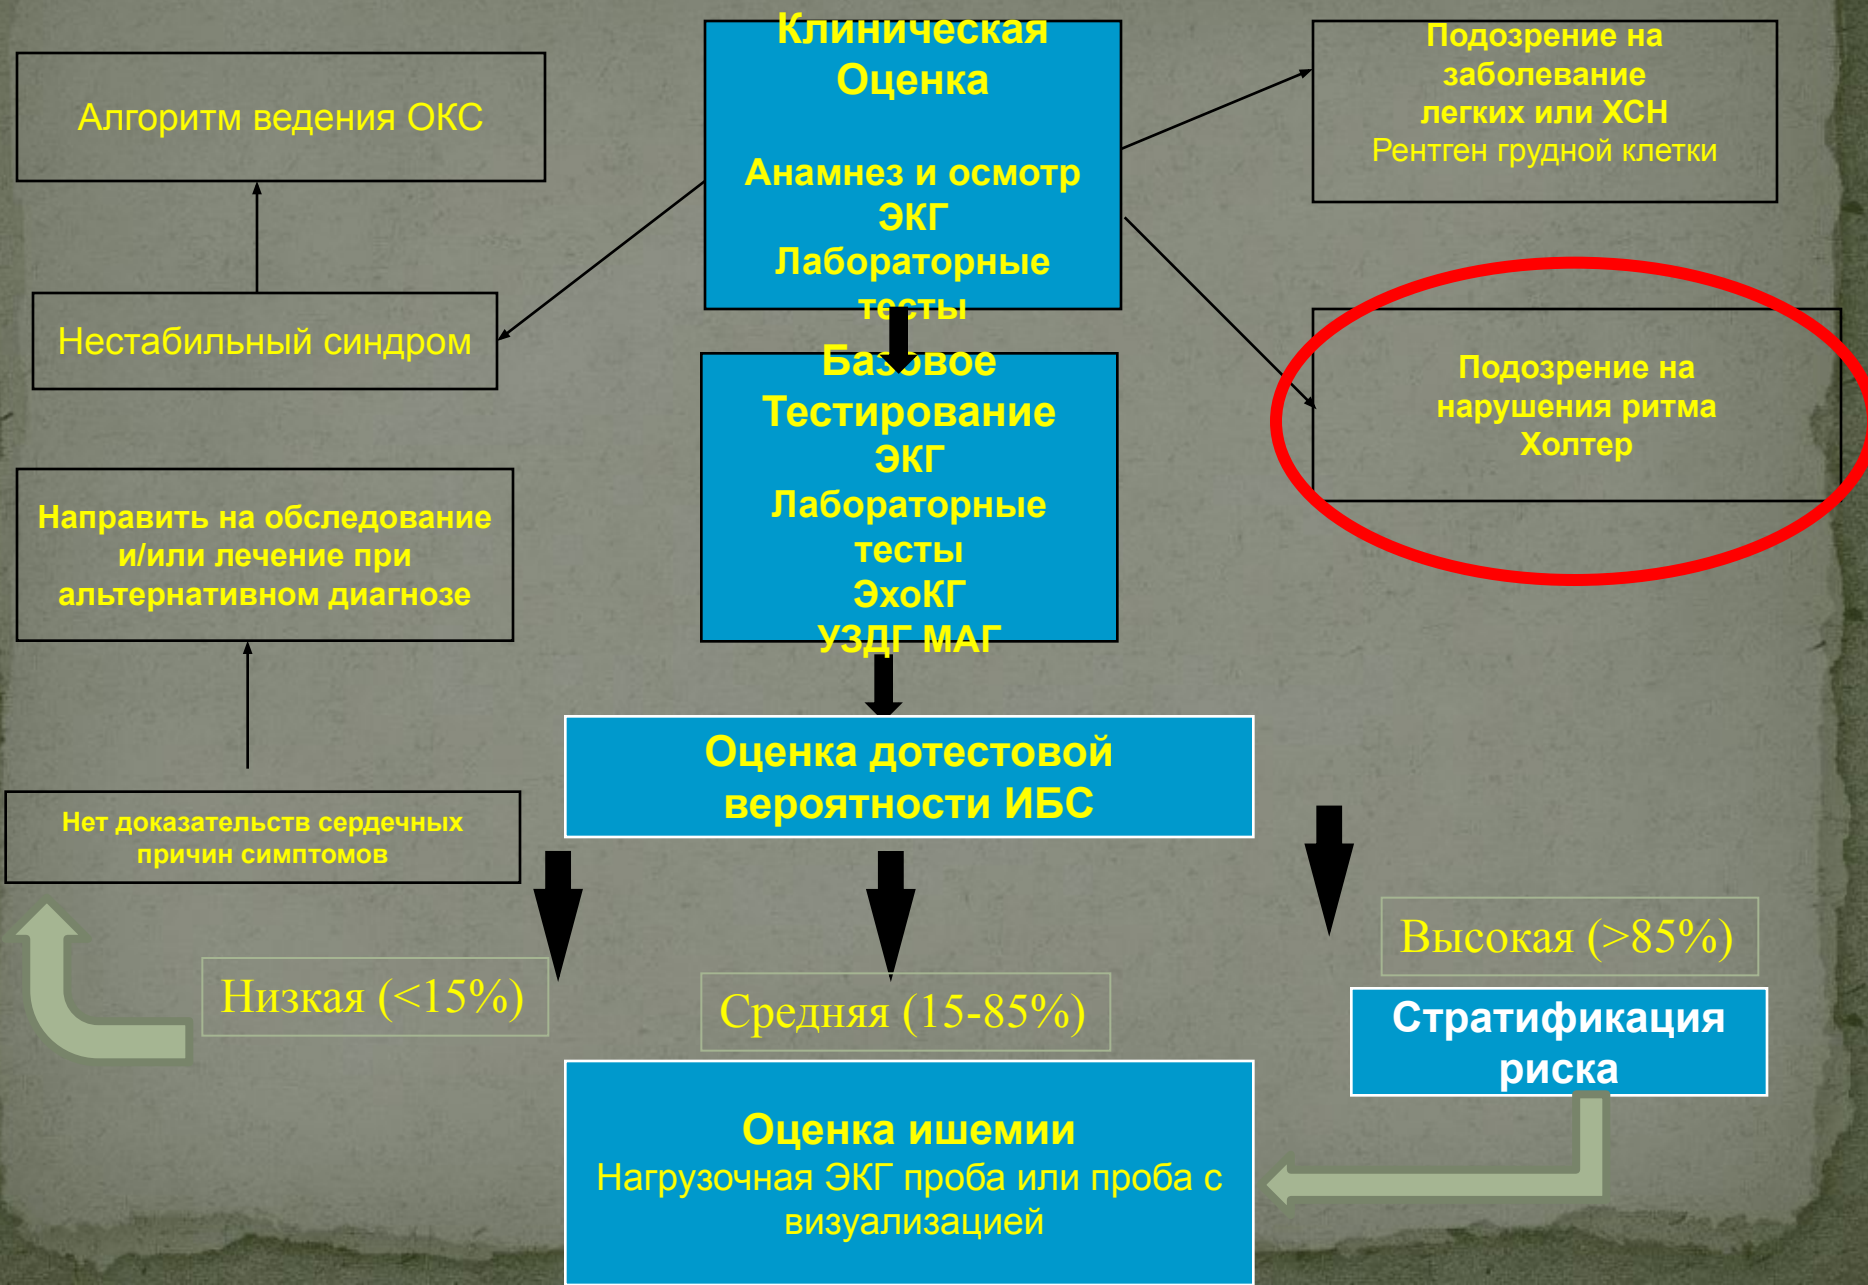 Клиническая
Оценка
Анамнез и осмотр
ЭКГ
Лабораторные
тесты
Алгоритм ведения ОКС
Нестабильный синдром
Подозрение на
заболевание
легких или ХСН
Рентген грудной клетки
Подозрение на
нарушения ритма
Холтер
Базовое
Тестирование
ЭКГ
Лабораторные
тесты
ЭхоКГ
УЗДГ МАГ
Направить на обследование
и/или лечение при
альтернативном диагнозе
Нет доказательств сердечных
причин симптомов
Оценка дотестовой
вероятности ИБС
Низкая (<15%)
Средняя (15-85%)
Высокая (>85%)
Стратификация
риска
Оценка ишемии
Нагрузочная ЭКГ проба или проба с
визуализацией